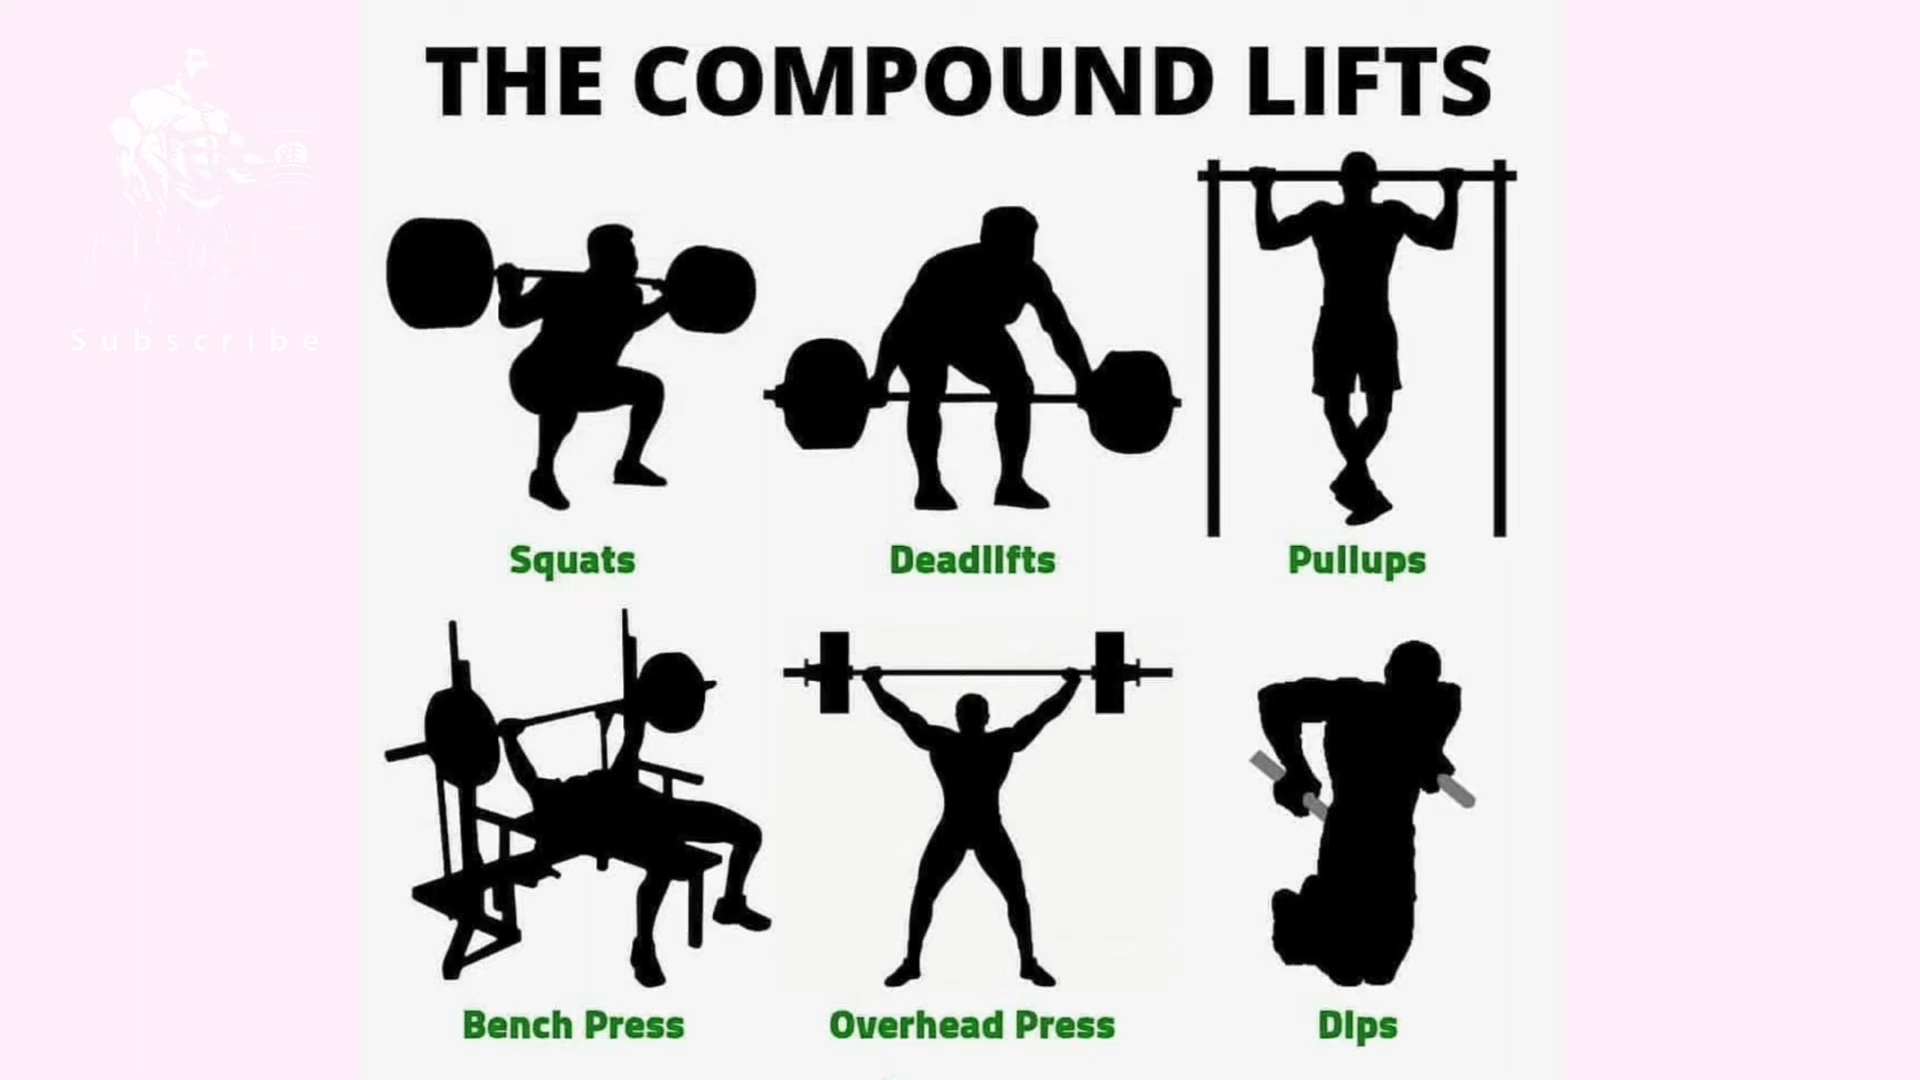 THE COMPOUND LIFTS
Subscribe
Squats
Deadlifts
Pullups
Bench Press
Overhead Press
Dips